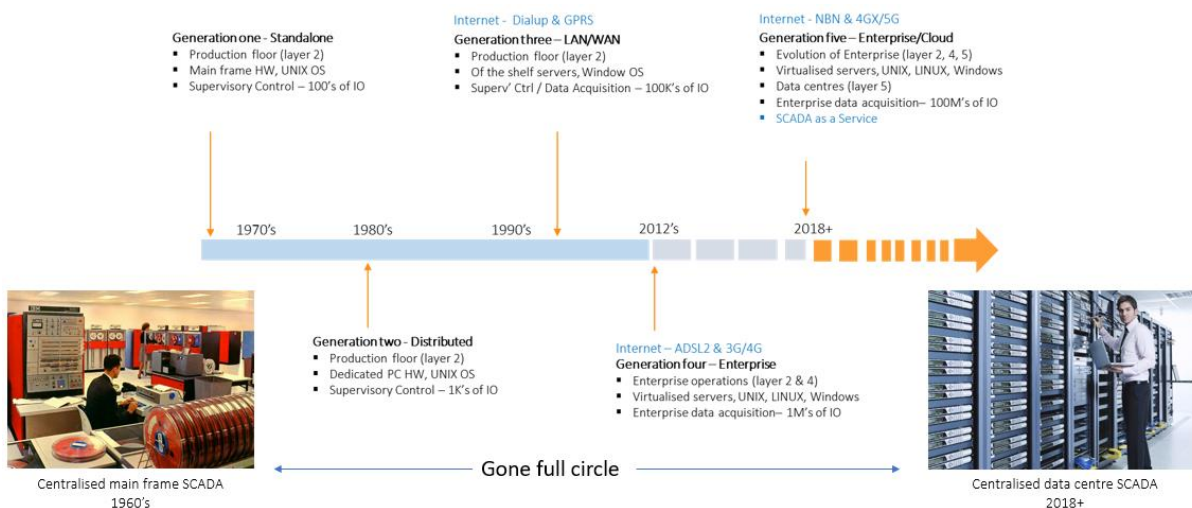 Internet - Dialup & GPRS
Internet - NBN & 4GX/5G
Generation one - Standalone
▪ Production floor (layer 2)
▪ Main frame HW, UNIX OS
▪ Supervisory Control – 100's of IO
Generation three – LAN/WAN
▪ Production floor (layer 2)
▪ Of the shelf servers, Window OS
▪ Superv' Ctrl / Data Acquisition – 100K's of IO
Generation five – Enterprise/Cloud
▪ Evolution of Enterprise (layer 2, 4, 5)
▪ Virtualised servers, UNIX, LINUX, Windows
▪ Data centres (layer 5)
▪ Enterprise data acquisition– 100M's of IO
▪ SCADA as a Service
1970's
1980's
1990's
2012's
2018+
Generation two - Distributed
▪ Production floor (layer 2)
▪ Dedicated PC HW, UNIX OS
▪ Supervisory Control – 1K's of IO
Internet – ADSL2 & 3G/4G
Generation four – Enterprise
▪ Enterprise operations (layer 2 & 4)
▪ Virtualised servers, UNIX, LINUX, Windows
▪ Enterprise data acquisition– 1M's of IO
Gone full circle
Centralised main frame SCADA
1960's
Centralised data centre SCADA
2018+